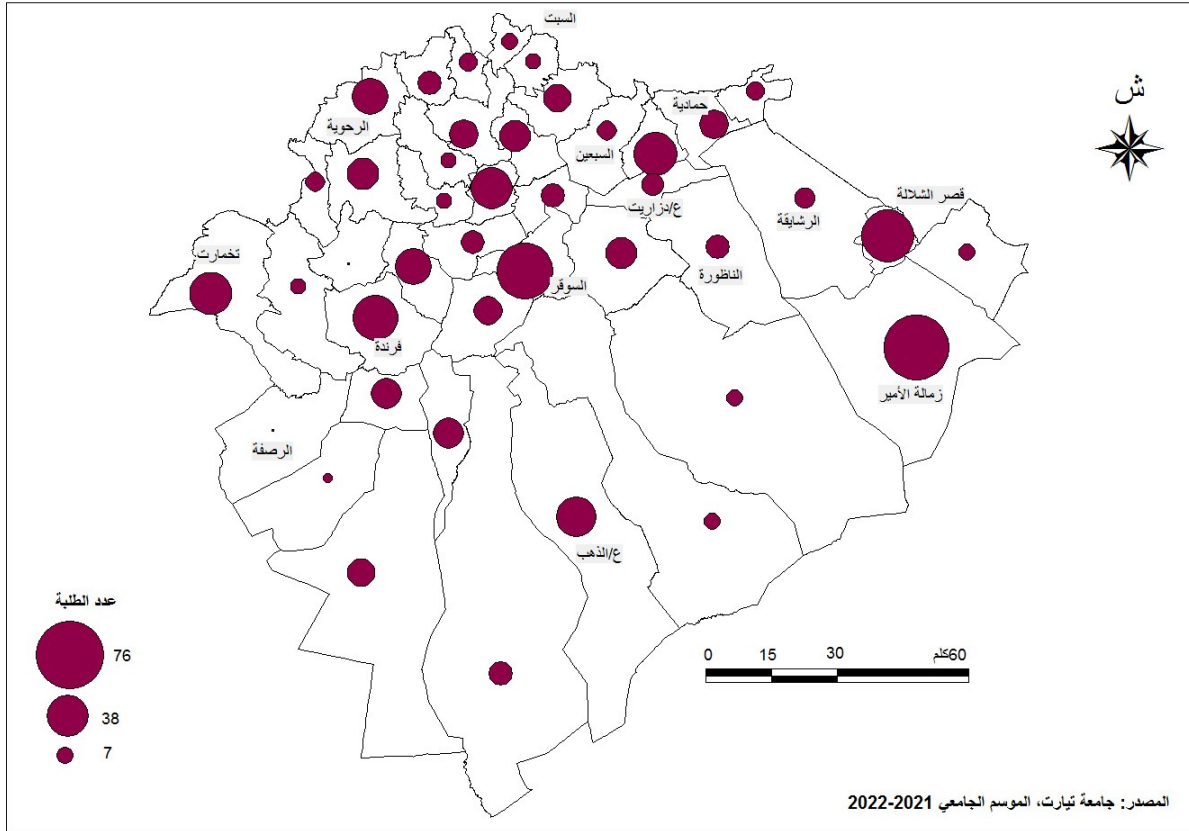 السبت
ش
حمادية
الرحوية
السبعين
قصر الشلالة
ع/دزاريت
الرشايقة
تخمارت
الناظورة
السوقر
فرندة
زمالة الأمير
الرصفة
ع/الذهب
عدد الطلبة
76
38
7
0 15 30 60كلم
المصدر: جامعة تيارت، الموسم الجامعي 2021-2022